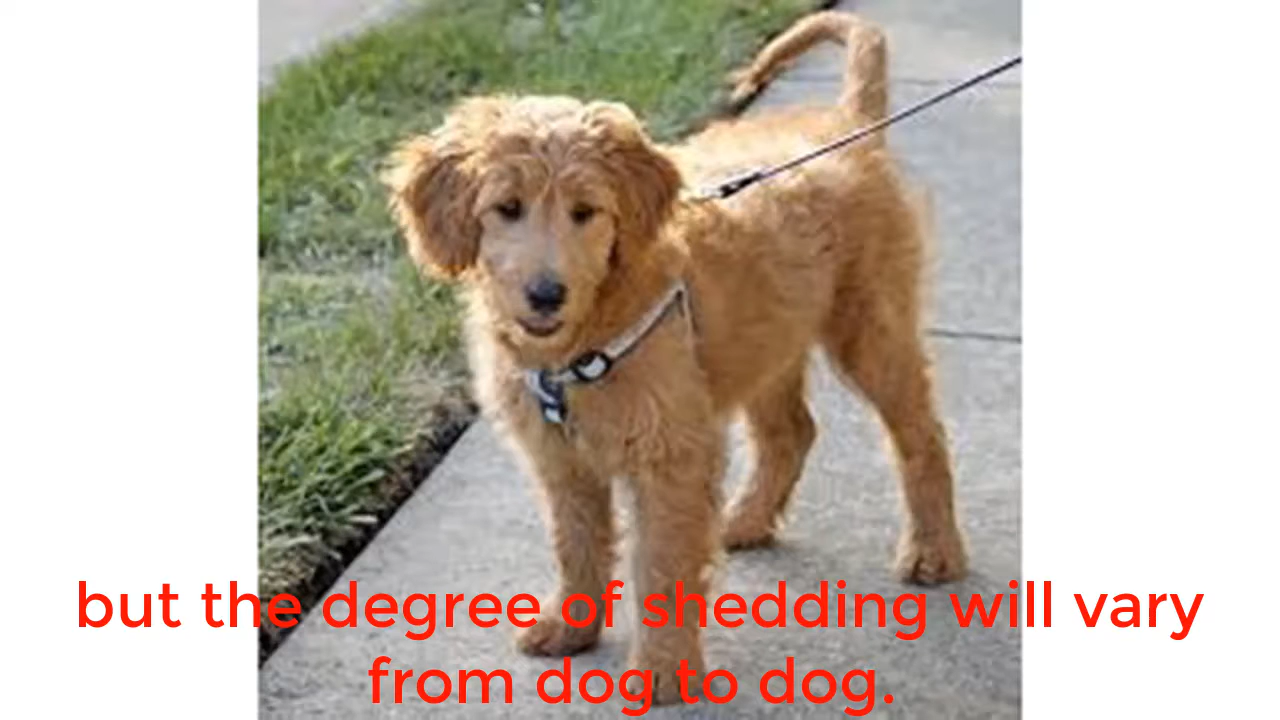 but the degree of shedding will vary
from dog to dog.